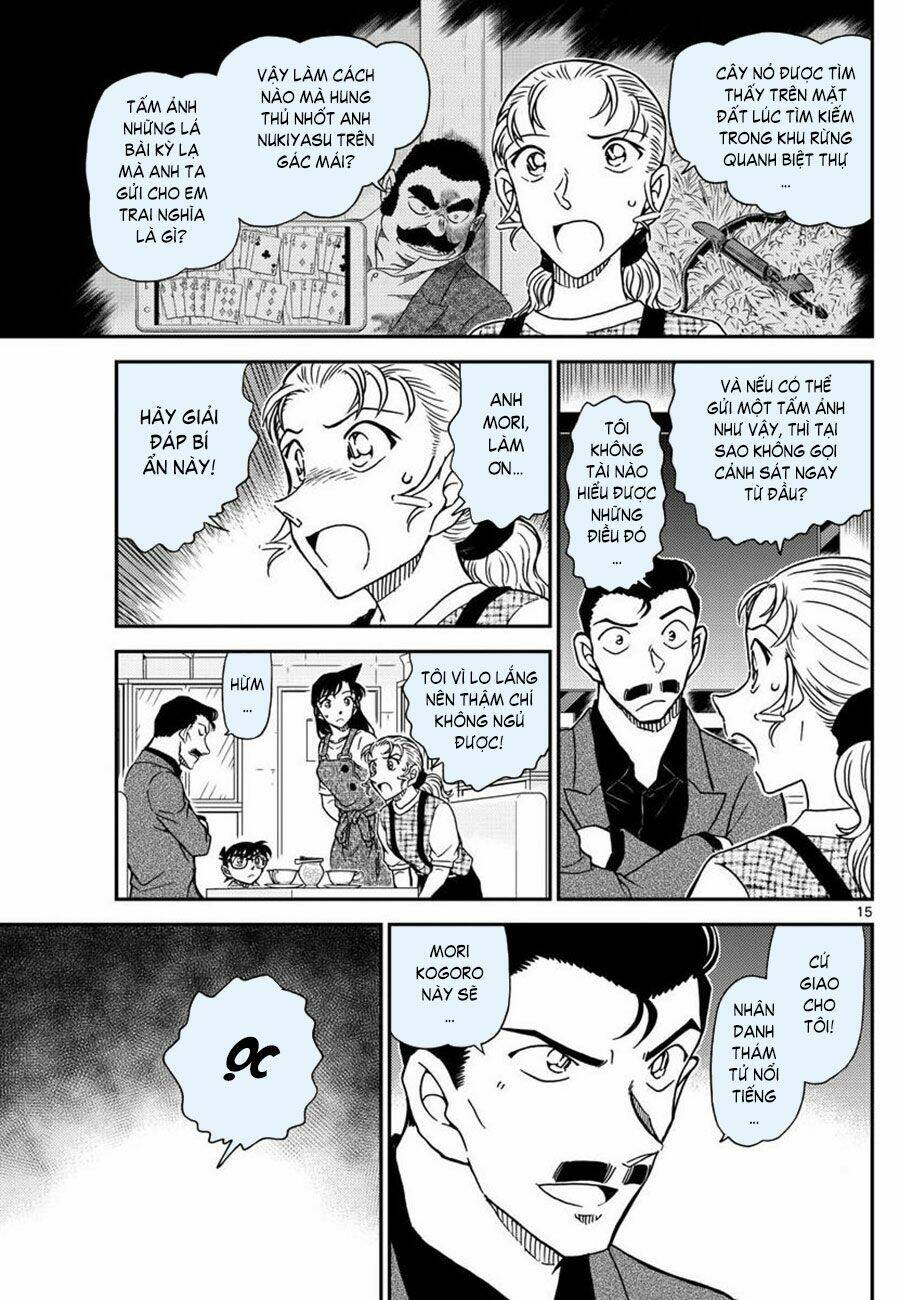 CÂY NỎ ĐƯỢC TÌM
THẤY TRÊN MẶT
ĐẤT LÚC TÌM KIẾM
TRONG KHU RỪNG
QUANH BIỆT THỰ
...
VẬY LÀM CÁCH
NÀO MÀ HUNG
THỦ NHỐT ANH
NUKIYASU TRÊN
GÁC MÁI?
TẤM ẢNH
NHỮNG LÁ
BÀI KỲ LẠ
MÀ ANH TA
GỬI CHO EM
TRAI NGHĨA
LÀ GÌ?
VÀ NẾU CÓ THỂ
GỬI MỘT TẤM ẢNH
NHƯ VẬY, THÌ TẠI
SAO KHÔNG GỌI
CẢNH SÁT NGAY
TỪ ĐẦU?
TÔI
KHÔNG
TÀI NÀO
HIỂU ĐƯỢC
NHỮNG
ĐIỀU ĐÓ
...
ANH
MORI,
LÀM
ƠN...
HÀY GIẢI
ĐÁP BÍ
ẨN NÀY!
TÔI VÌ LO LẮNG
NÊN THẬM CHÍ
KHÔNG NGỦ
ĐƯỢC!
HỪM
...
15
CỨ
GIAO
CHO
TÔI!
NHÂN
DANH
THÁM
TỬ NỔI
TIẾNG
...
MORI
KOGORO
NÀY SẼ
...
ỌC